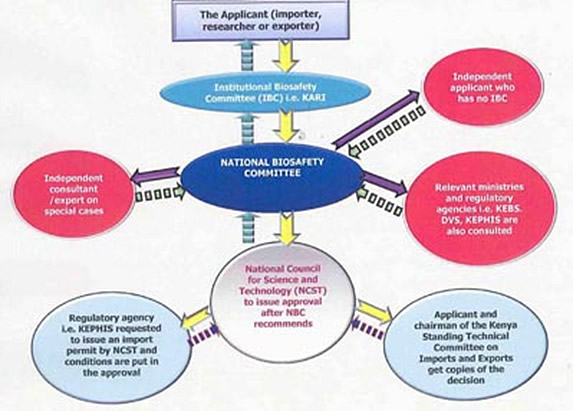 The Applicant (importer,
researcher or exporter)
Institutional Biosafety
Committee (IBC) i.e. KARI
Independent
applicant who
has no IBC
NATIONAL BIOSAFETY
COMMITTEE
Independent
consultant
/expert on
special cases
Relevant ministries
and regulatory
agencies i.e. KEBS.
DVS, KEPHIS are
also consulted
National Council
for Science and
Technology (NCST)
to issue approval
after NBC
recommends
Regulatory agency
i.e. KEPHIS requested
to issue an import
permit by NCST and
conditions are put in
the approval
Applicant and
chairman of the Kenya
Standing Technical
Committee on
Imports and Exports
get copies of the
decision